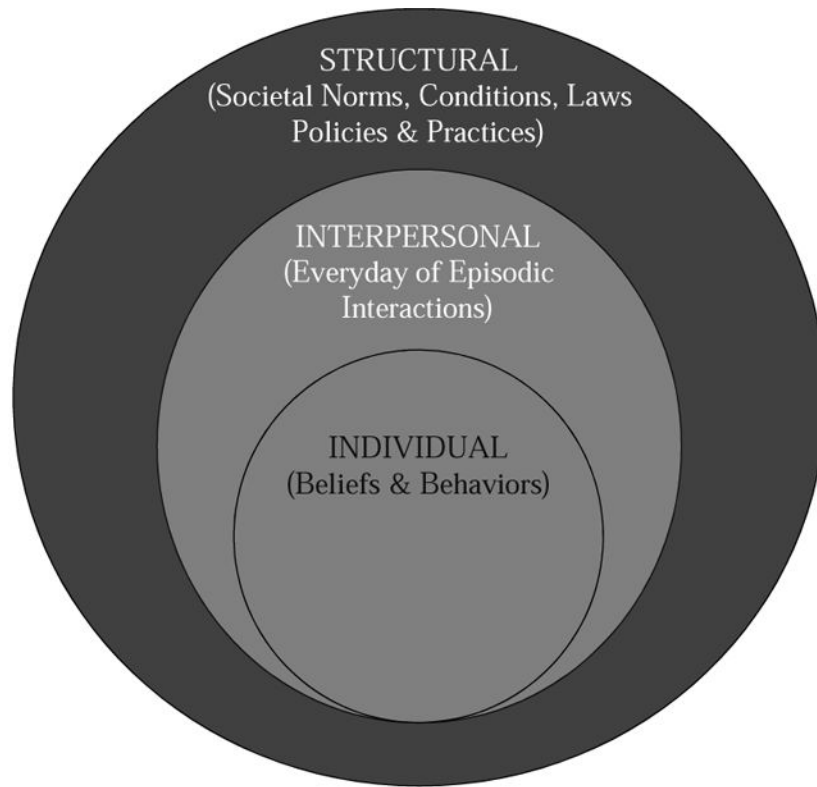 STRUCTURAL
(Societal Norms, Conditions, Laws
Policies & Practices)
INTERPERSONAL
(Everyday of Episodic
Interactions)
INDIVIDUAL
(Beliefs & Behaviors)